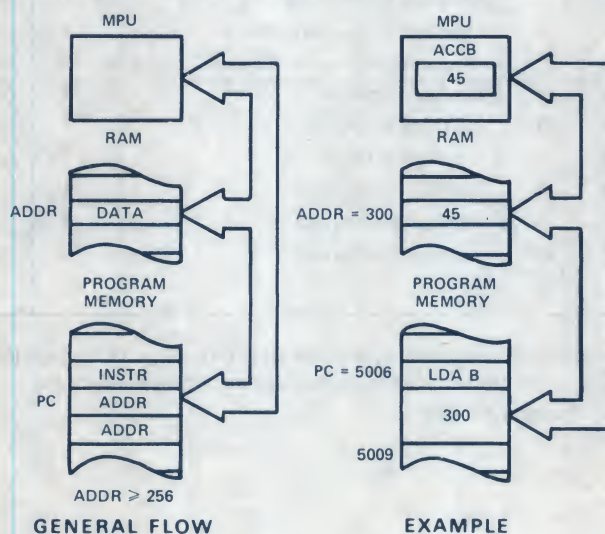 MPU
RAM
ADDR
DATA
PROGRAM
MEMORY
INSTR
PC
ADDR
ADDR
ADDR ⩾ 256
GENERAL FLOW
MPU
ACCB
45
RAM
ADDR = 300
45
PROGRAM
MEMORY
PC = 5006
LDA B
300
5009
EXAMPLE